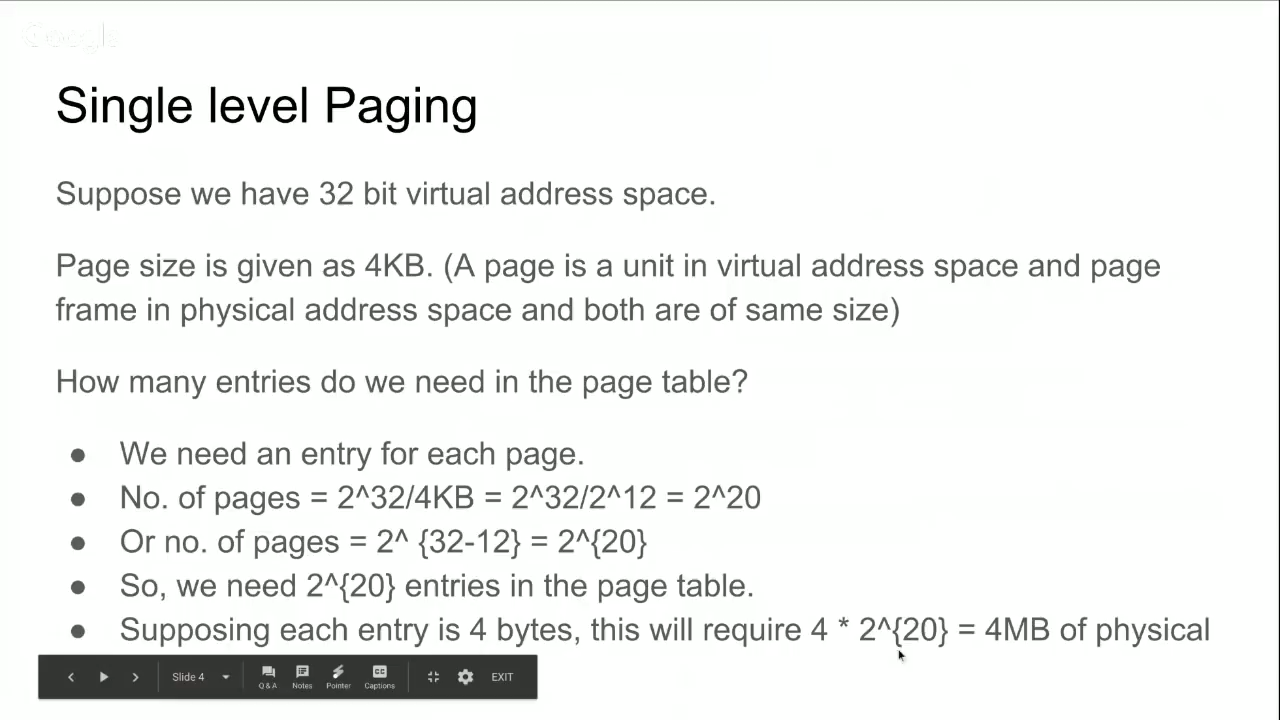 Google
Single level Paging
Suppose we have 32 bit virtual address space.
Page size is given as 4KB. (A page is a unit in virtual address space and page
frame in physical address space and both are of same size)
How many entries do we need in the page table?
● We need an entry for each page.
● No. of pages = 2^32/4KB = 2^32/2^12 = 2^20
● Or no. of pages = 2^ {32-12} = 2^{20}
● So, we need 2^{20} entries in the page table.
● Supposing each entry is 4 bytes, this will require 4 * 2^{20} = 4MB of physical
Slide 4
Q & A Notes Pointer CC Captions EXIT